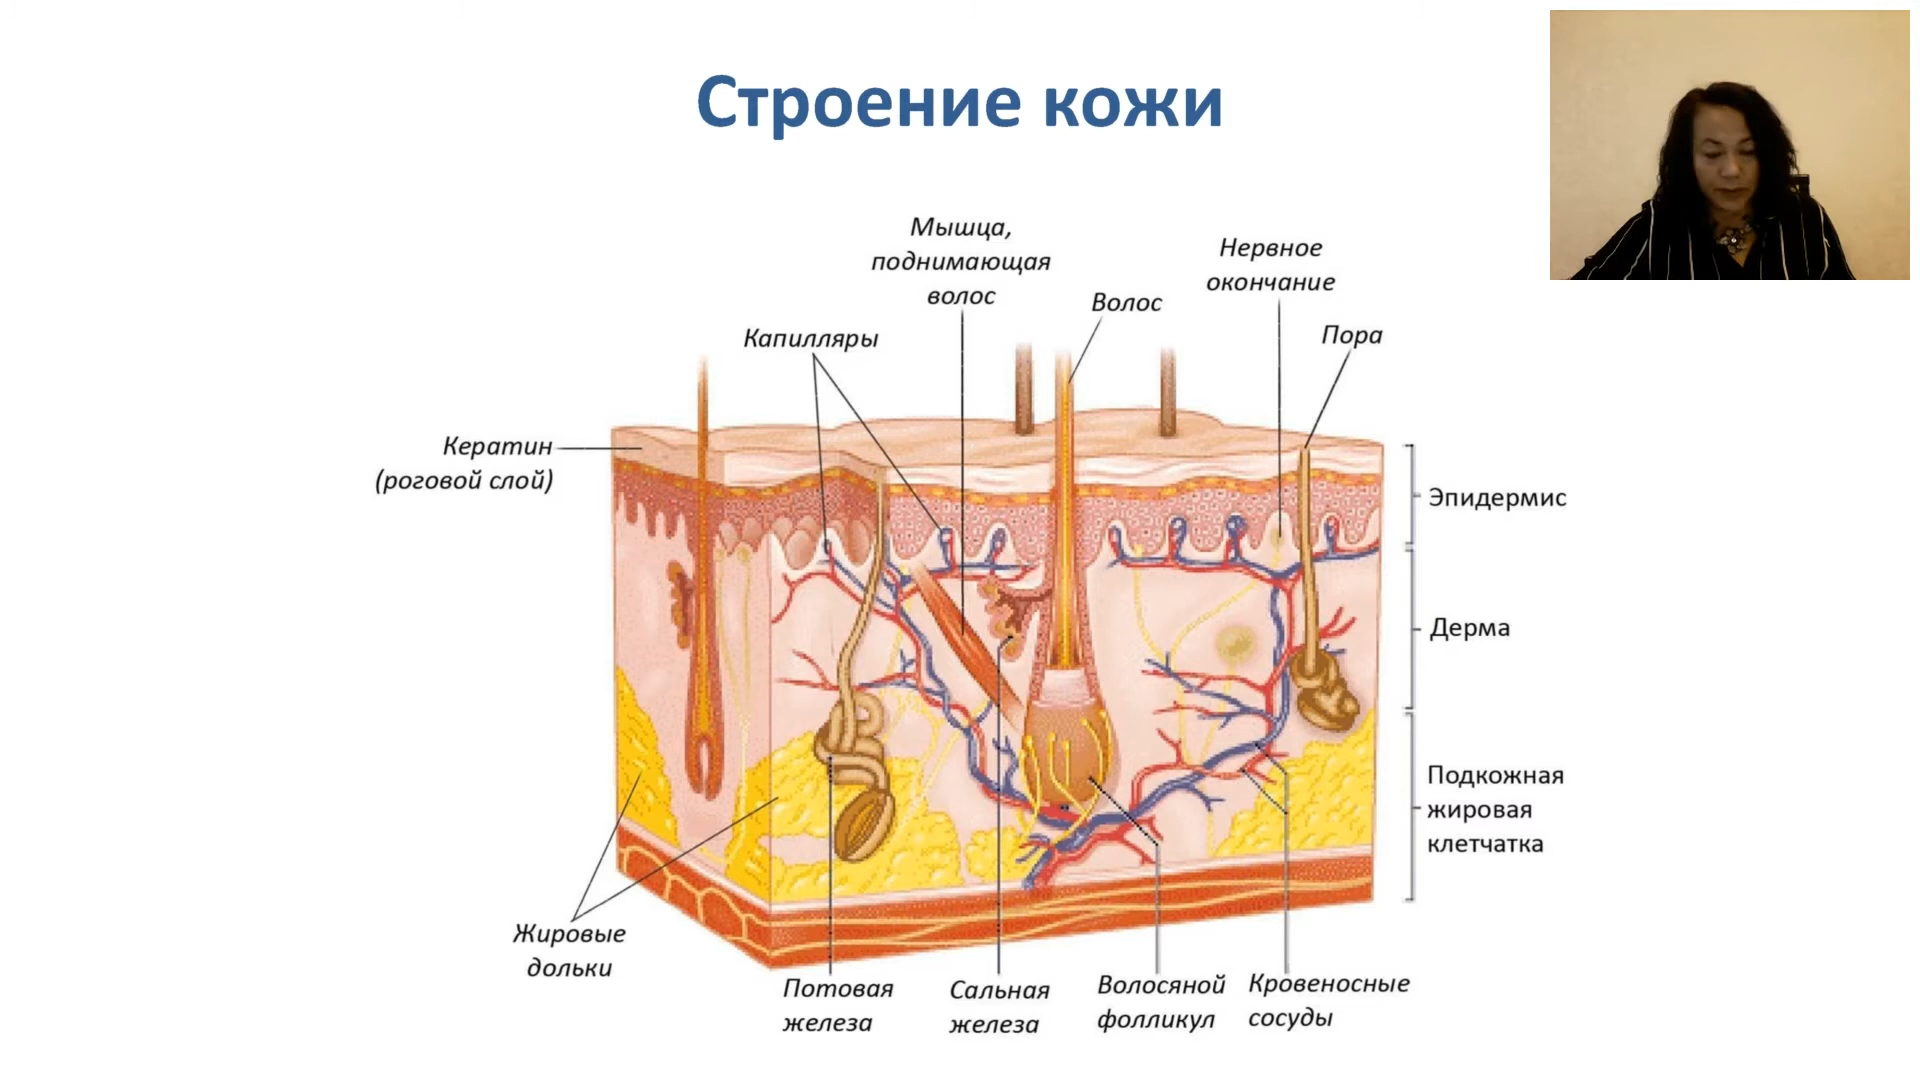 Строение кожи
Мышца,
поднимающая
волос
Нервное
окончание
Волос
Пора
Капилляры
Кератин
(роговой слой)
Эпидермис
Дерма
Подкожная
жировая
клетчатка
Жировые
дольки
Потовая
железа
Сальная
железа
Волосяной
фолликул
Кровеносные
сосуды